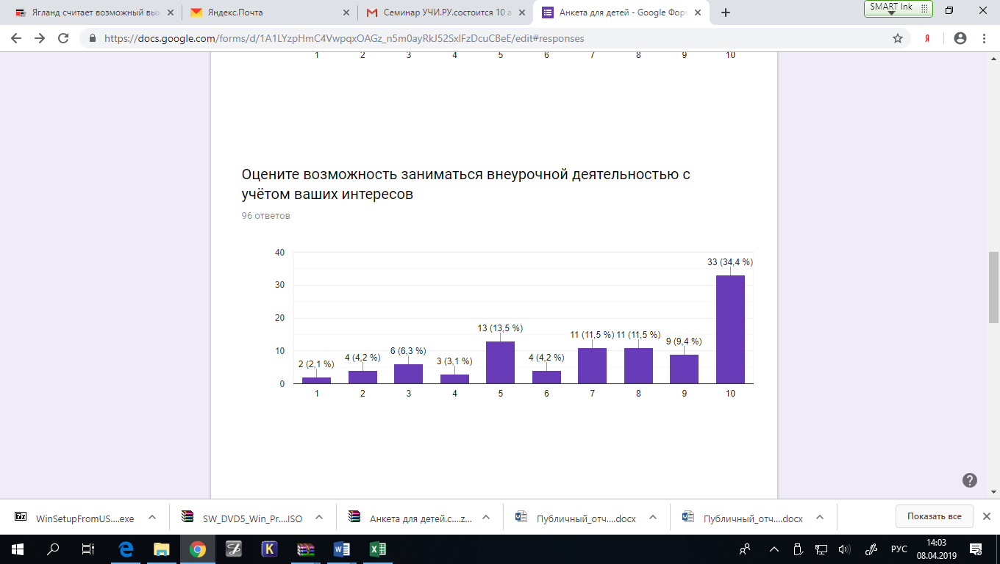 Ягланд считает возможный вых
Яндекс.Почта
Семинар УЧИ.РУ.состоится 10 а
Анкета для детей - Google Фор
SMART Ink
https://docs.google.com/forms/d/1A1LYzpHmC4VwpqxOAGz_n5m0ayRkJ52SxlFzDcuCBeE/edit#responses
Я
1 2 3 4 5 6 7 8 9 10
Оцените возможность заниматься внеурочной деятельностью с
учётом ваших интересов
96 ответов
40
30
20
10
0
2 (2,1 %)
4 (4,2 %)
6 (6,3 %)
3 (3,1 %)
13 (13,5 %)
4 (4,2 %)
11 (11,5 %)
11 (11,5 %)
9 (9,4 %)
33 (34,4 %)
1 2 3 4 5 6 7 8 9 10
?
7z
WinSetupFromUS....exe
SW_DVD5_Win_Pr....ISO
Анкета для детей.c....z...
Публичный_отч....docx
Публичный_отч....docx
Показать все
K
РУС
14:03
08.04.2019